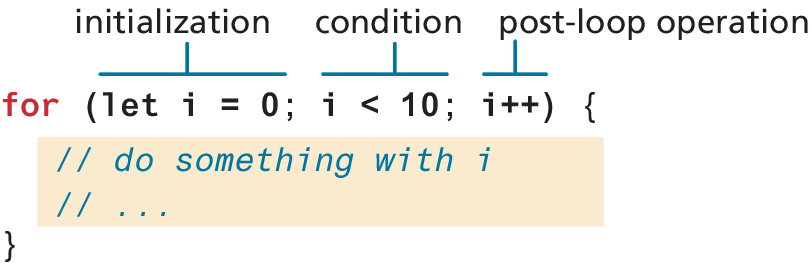 initialization condition post-loop operation
for (let i = 0; i < 10; i++) {
// do something with i
// ...
}